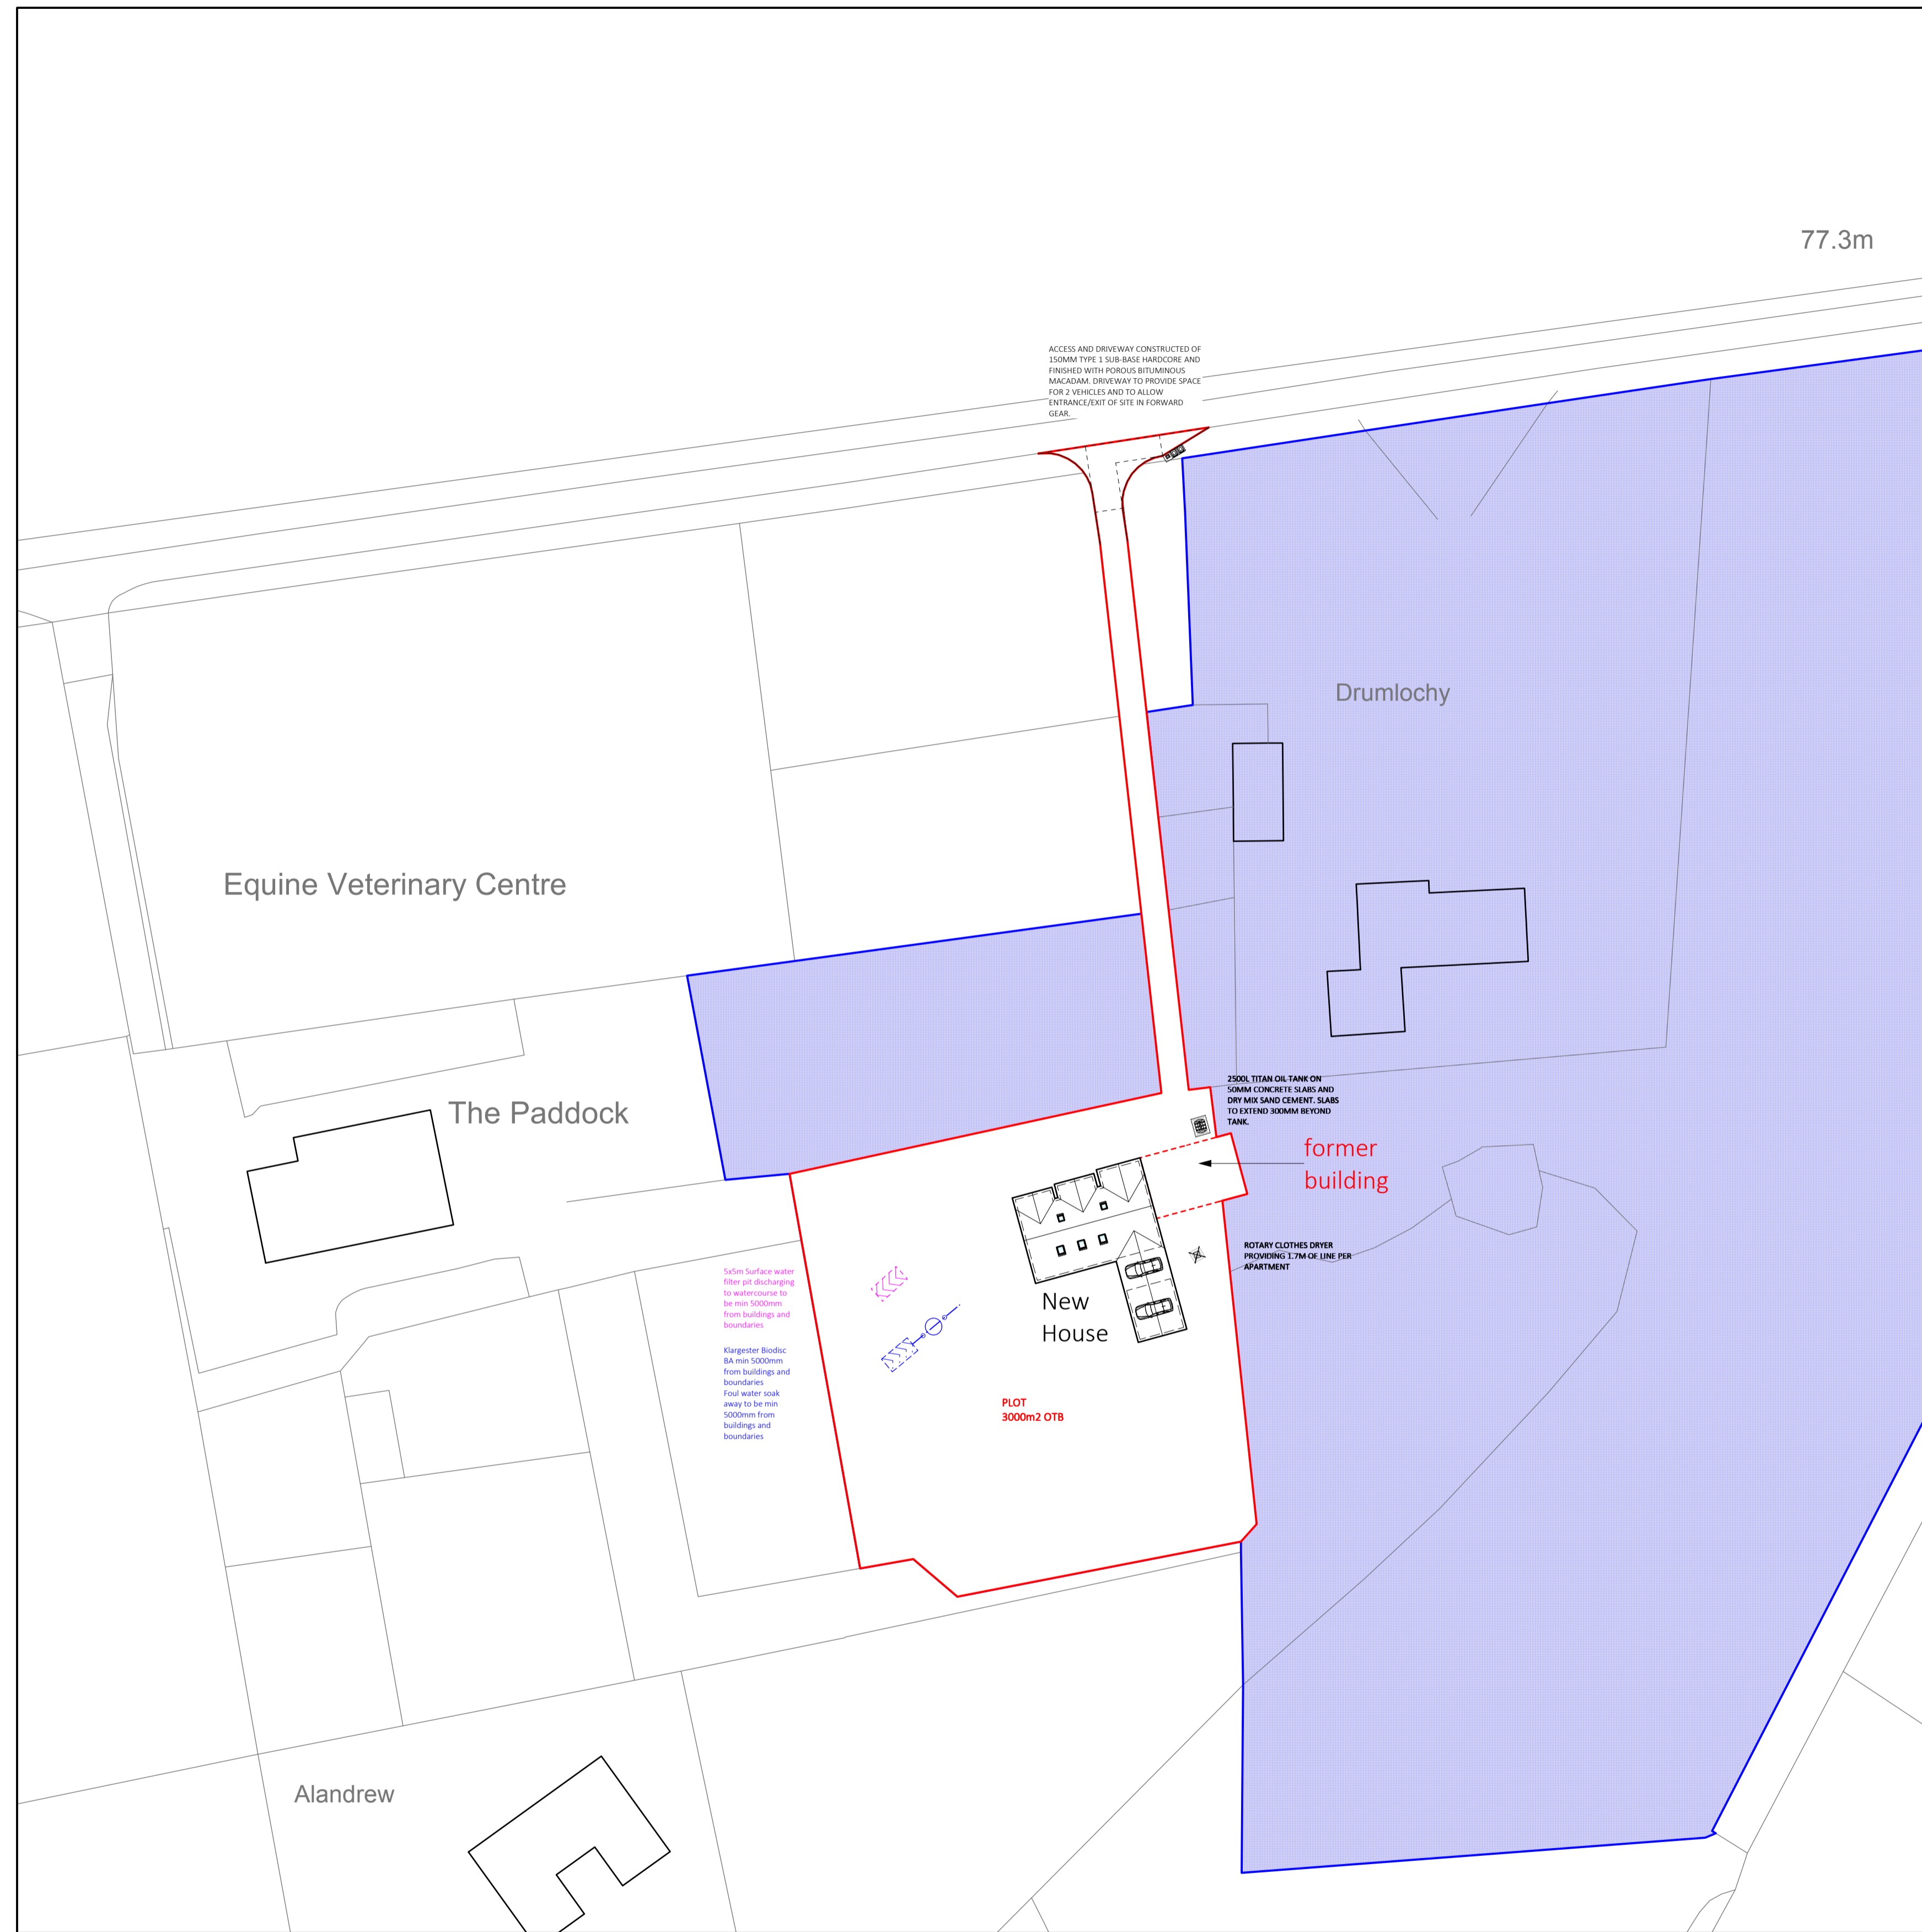 77.3m
ACCESS AND DRIVEWAY CONSTRUCTED OF
150MM TYPE 1 SUB-BASE HARDCORE AND
FINISHED WITH POROUS BITUMINOUS
MACADAM. DRIVEWAY TO PROVIDE SPACE
FOR 2 VEHICLES AND TO ALLOW
ENTRANCE/EXIT OF SITE IN FORWARD
GEAR.
Drumlochy
Equine Veterinary Centre
The Paddock
2500L TITAN OIL TANK ON
50MM CONCRETE SLABS AND
DRY MIX SAND CEMENT. SLABS
TO EXTEND 300MM BEYOND
TANK.
former
building
ROTARY CLOTHES DRYER
PROVIDING 1.7M OF LINE PER
APARTMENT
5x5m Surface water
filter pit discharging
to watercourse to
be min 5000mm
from buildings and
boundaries
New
House
Klargester Biodisc
BA min 5000mm
from buildings and
boundaries
Foul water soak
away to be min
5000mm from
buildings and
boundaries
PLOT
3000m2 OTB
Alandrew